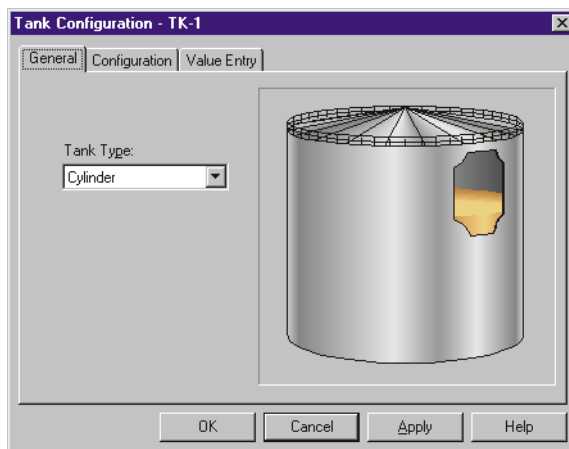 Tank Configuration - TK-1
General Configuration Value Entry
Tank Type:
Cylinder
OK Cancel Apply Help